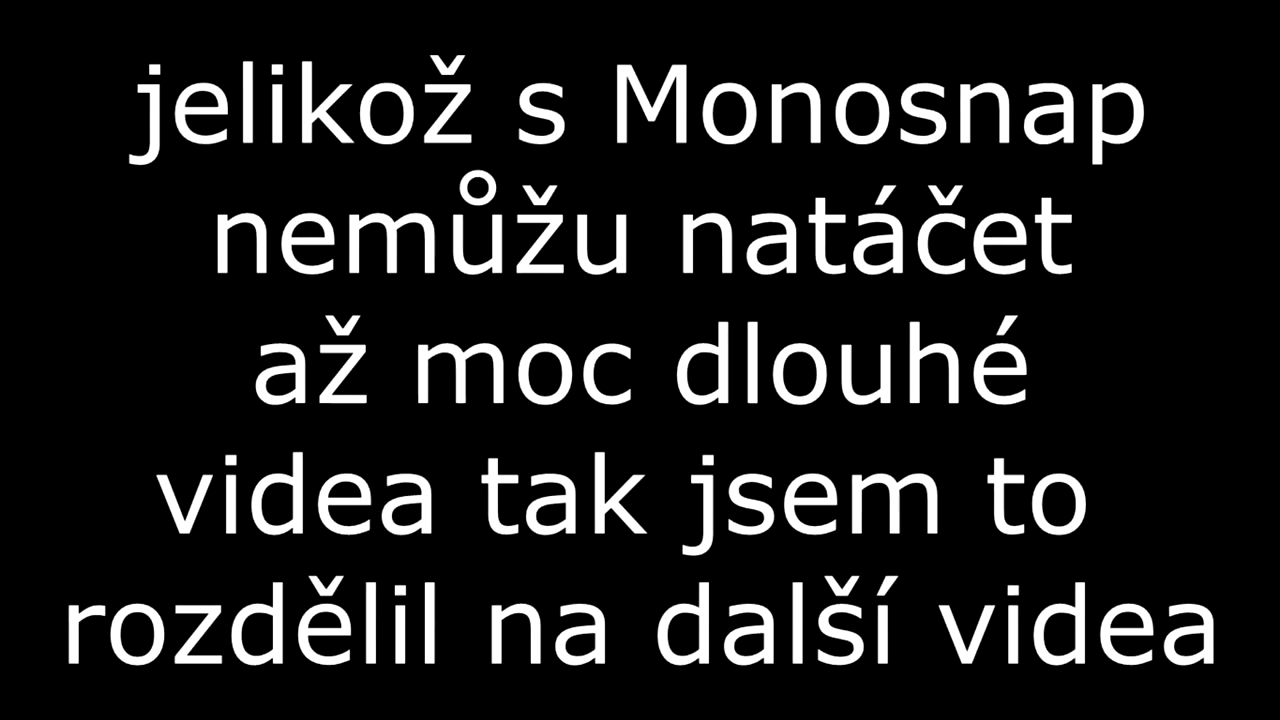 jelikož s Monosnap
nemůžu natáčet
až moc dlouhé
videa tak jsem to
rozdělil na další videa